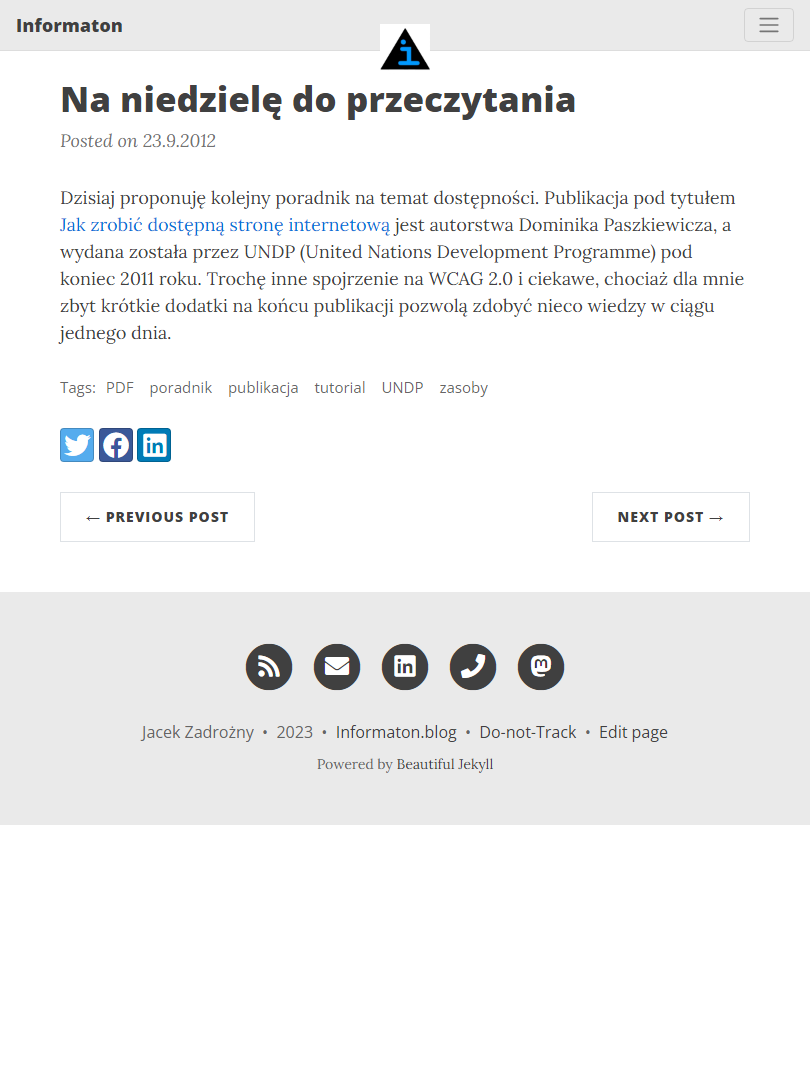 Informaton
i
Na niedzielę do przeczytania
Posted on 23.9.2012
Dzisiaj proponuję kolejny poradnik na temat dostępności. Publikacja pod tytułem
Jak zrobić dostępną stronę internetową jest autorstwa Dominika Paszkiewicza, a
wydana została przez UNDP (United Nations Development Programme) pod
koniec 2011 roku. Trochę inne spojrzenie na WCAG 2.0 i ciekawe, chociaż dla mnie
zbyt krótkie dodatki na końcu publikacji pozwolą zdobyć nieco wiedzy w ciągu
jednego dnia.
Tags: PDF poradnik publikacja tutorial UNDP zasoby
← PREVIOUS POST
NEXT POST →
Jacek Zadrożny • 2023 • Informaton.blog • Do-not-Track • Edit page
Powered by Beautiful Jekyll